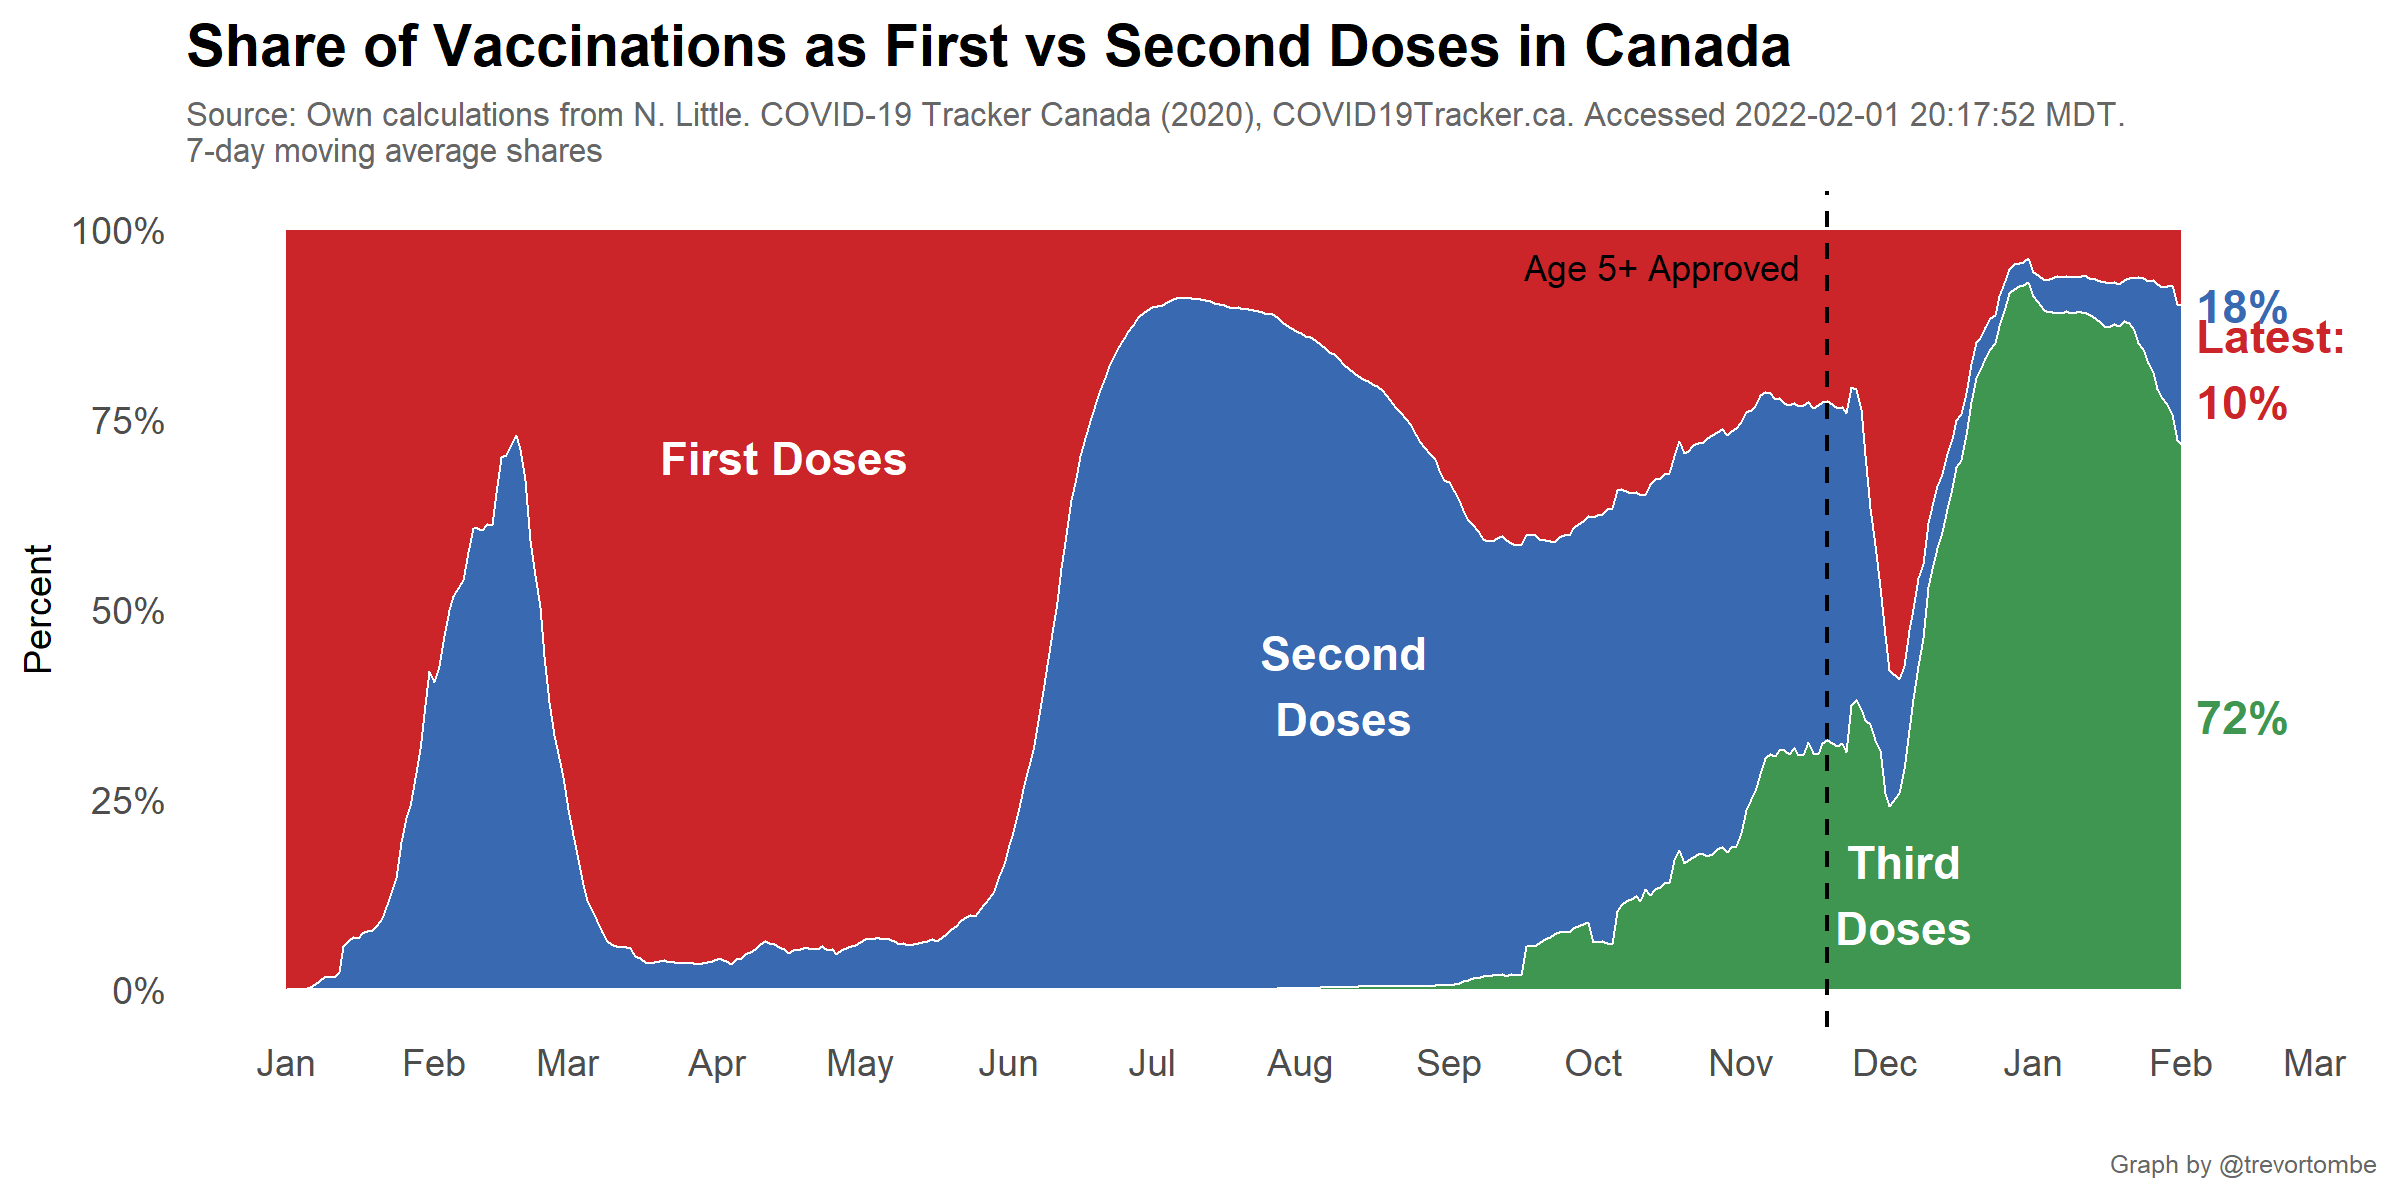 Share of Vaccinations as First vs Second Doses in Canada
Source: Own calculations from N. Little. COVID-19 Tracker Canada (2020), COVID19Tracker.ca. Accessed 2022-02-01 20:17:52 MDT.
7-day moving average shares
100%
75%
50%
25%
0%
Percent
Age 5+ Approved
First Doses
Second
Doses
Third
Doses
18%
Latest:
10%
72%
Jan Feb Mar Apr May Jun Jul Aug Sep Oct Nov Dec Jan Feb Mar
Graph by @trevortombe